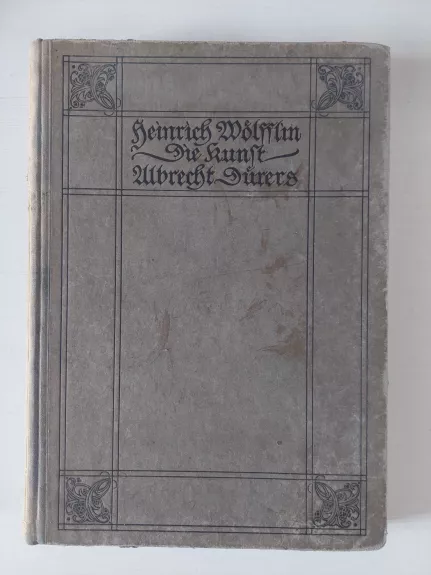 Heinrich Wölfflin
Die Kunst
Albrecht Dürers